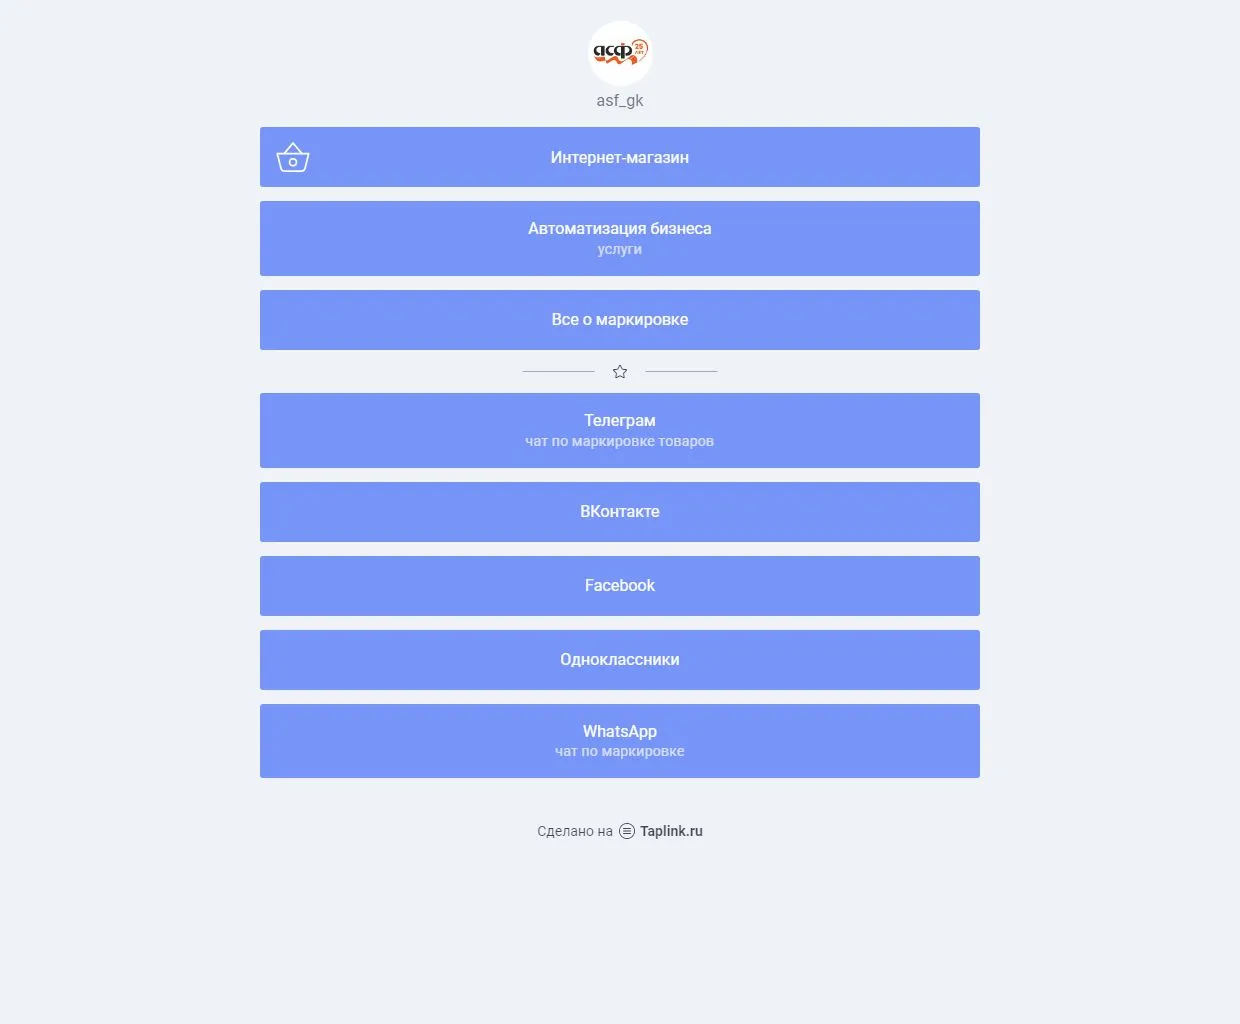 асф 25
ЛЕТ
asf_gk
Интернет-магазин
Автоматизация бизнеса
услуги
Все о маркировке
Телеграм
чат по маркировке товаров
ВКонтакте
Facebook
Одноклассники
WhatsApp
чат по маркировке
Сделано на Taplink.ru